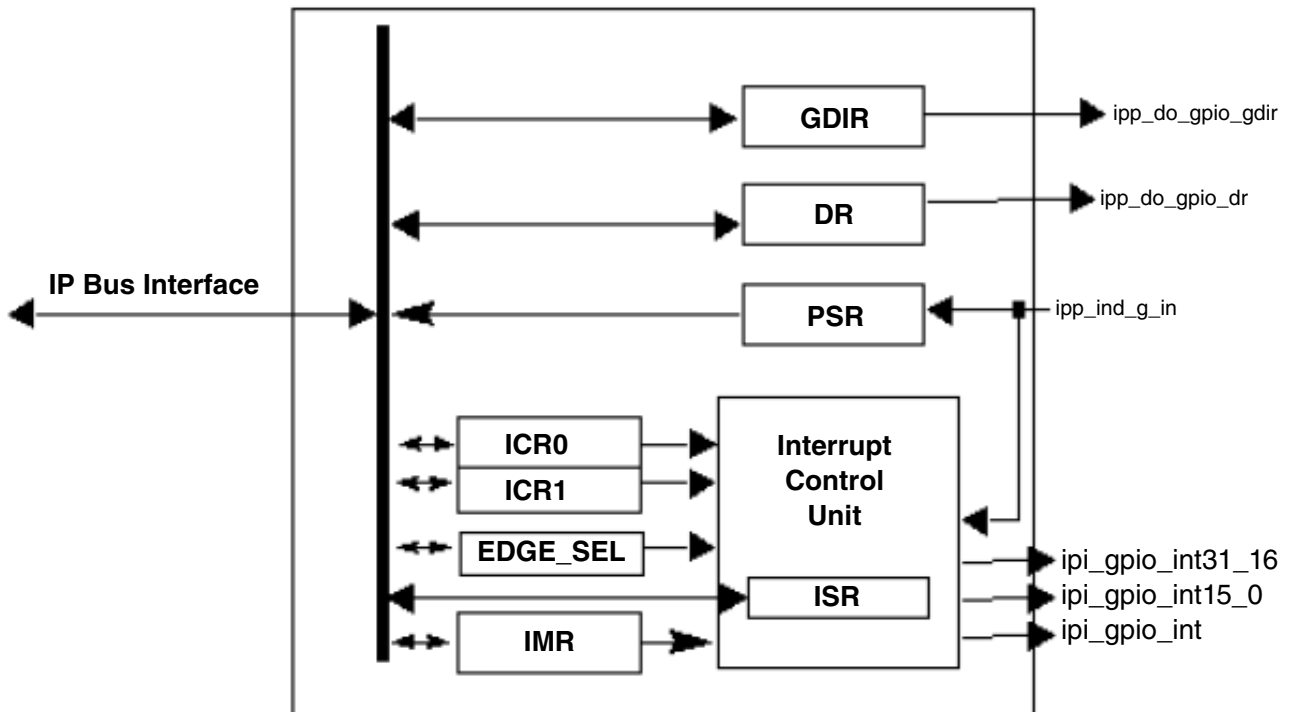 GDIR
ipp_do_gpio_gdir
DR
ipp_do_gpio_dr
IP Bus Interface
PSR
ipp_ind_g_in
ICR0
ICR1
EDGE_SEL
IMR
Interrupt
Control
Unit
ISR
ipi_gpio_int31_16
ipi_gpio_int15_0
ipi_gpio_int